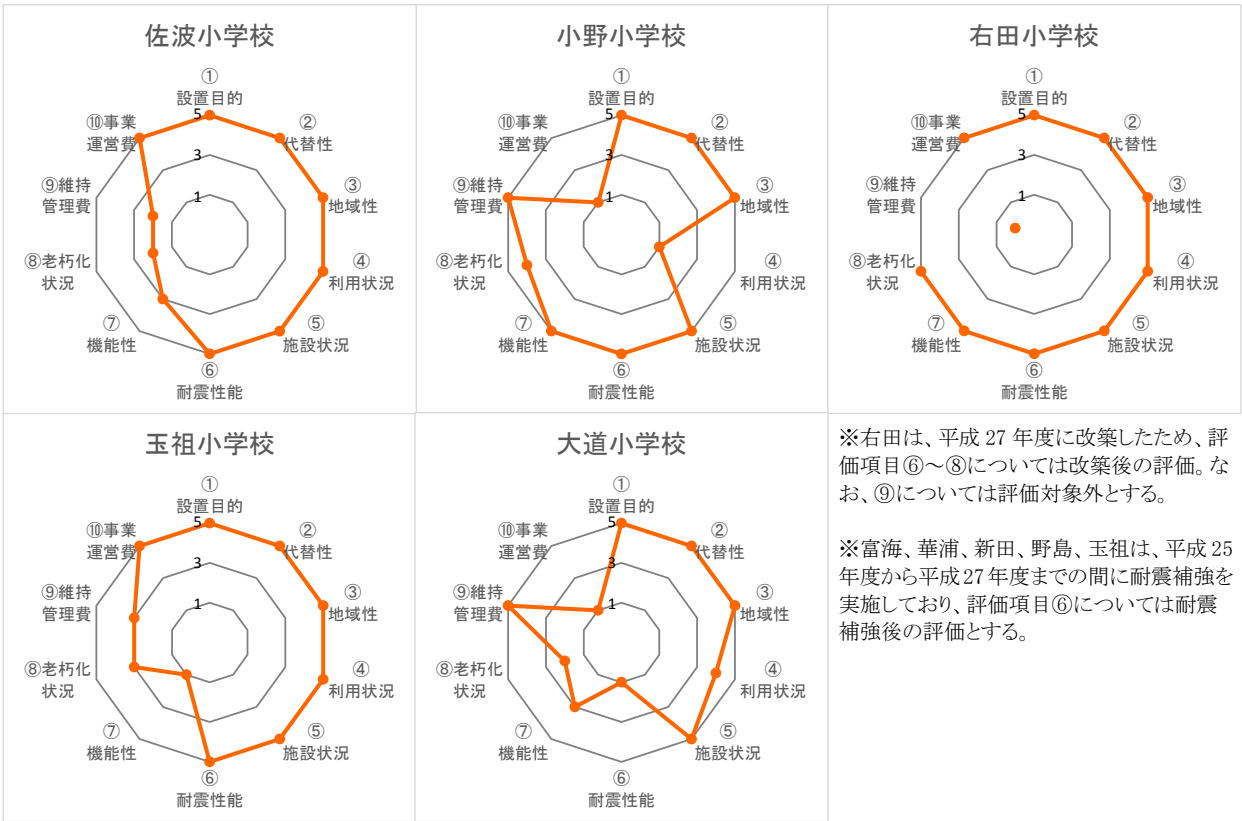 佐波小学校
①
設置目的
②
代替性
③
地域性
④
利用状況
⑤
施設状況
⑥
耐震性能
⑦
機能性
⑧老朽化
状況
⑨維持
管理費
⑩事業
運営費
5
3
1
小野小学校
①
設置目的
②
代替性
③
地域性
④
利用状況
⑤
施設状況
⑥
耐震性能
⑦
機能性
⑧老朽化
状況
⑨維持
管理費
⑩事業
運営費
5
3
1
右田小学校
①
設置目的
②
代替性
③
地域性
④
利用状況
⑤
施設状況
⑥
耐震性能
⑦
機能性
⑧老朽化
状況
⑨維持
管理費
⑩事業
運営費
5
3
1
玉祖小学校
①
設置目的
②
代替性
③
地域性
④
利用状況
⑤
施設状況
⑥
耐震性能
⑦
機能性
⑧老朽化
状況
⑨維持
管理費
⑩事業
運営費
5
3
1
大道小学校
①
設置目的
②
代替性
③
地域性
④
利用状況
⑤
施設状況
⑥
耐震性能
⑦
機能性
⑧老朽化
状況
⑨維持
管理費
⑩事業
運営費
5
3
1
※右田は、平成 27 年度に改築したため、評
価項目⑥～⑧については改築後の評価。な
お、⑨については評価対象外とする。
※富海、華浦、新田、野島、玉祖は、平成 25
年度から平成 27 年度までの間に耐震補強を
実施しており、評価項目⑥については耐震
補強後の評価とする。